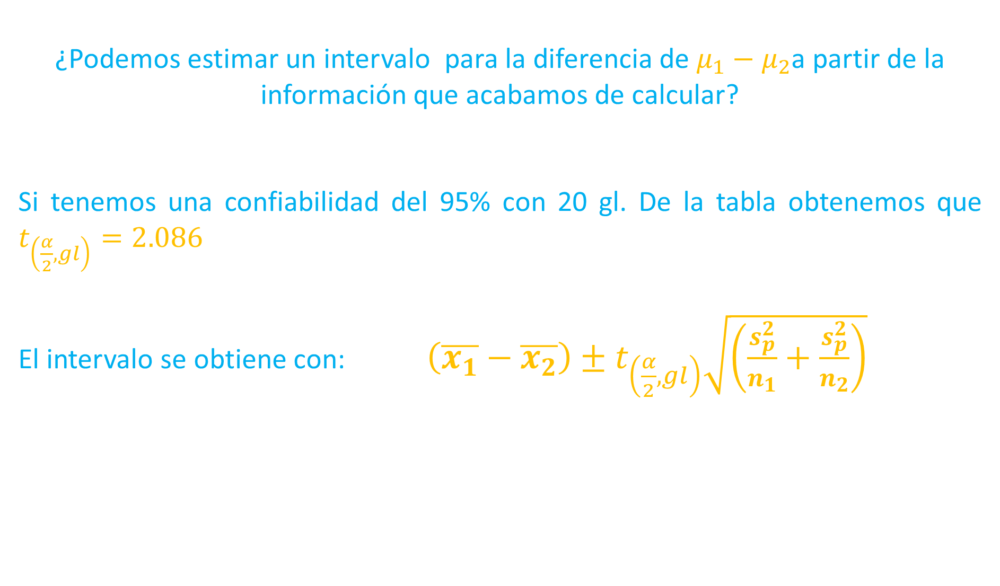 ¿Podemos estimar un intervalo  para la diferencia de $\mu_1 - \mu_2$a partir de la
información que acabamos de calcular?
Si tenemos una confiabilidad del 95% con 20 gl. De la tabla obtenemos que
$t_{\left(\frac{\alpha}{2},gl\right)} = 2.086$
El intervalo se obtiene con: $(\overline{x_1} - \overline{x_2}) \pm t_{\left(\frac{\alpha}{2},gl\right)}\sqrt{\left(\frac{s_p^2}{n_1} + \frac{s_p^2}{n_2}\right)}$